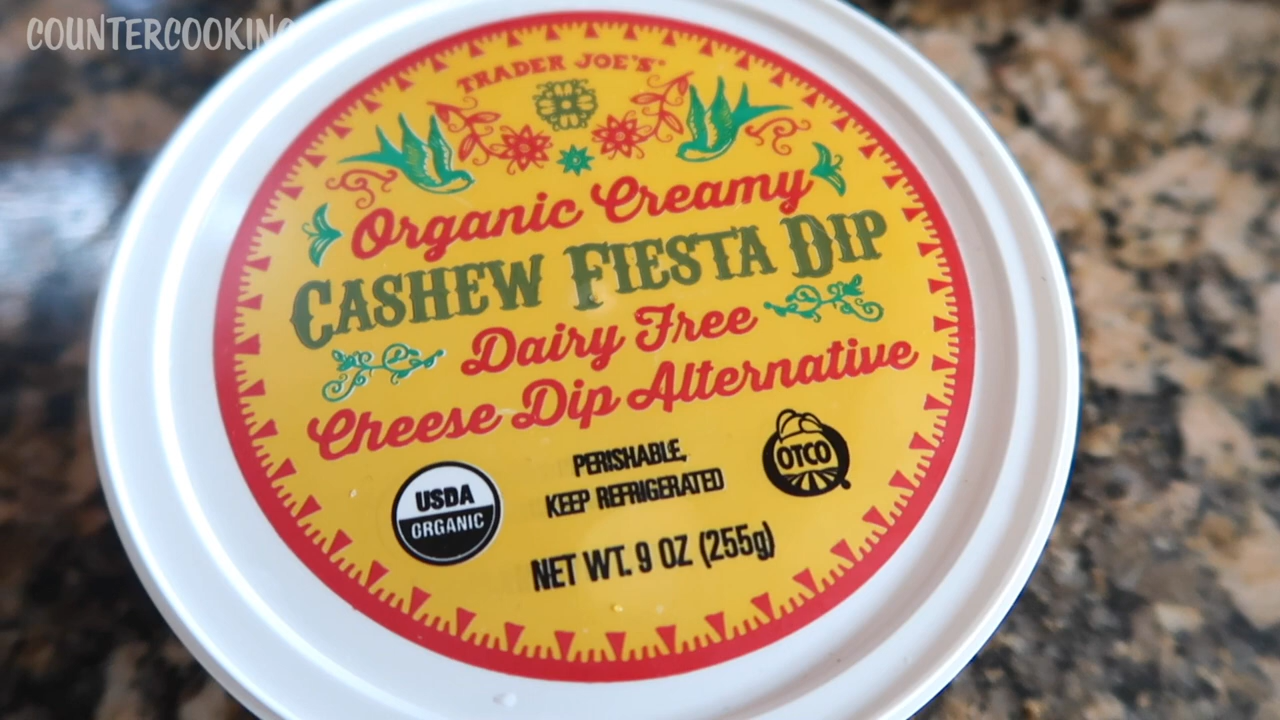 COUNTERCOOKING
TRADER JOE'S
Organic Creamy
CASHEW FIESTA DIP
Dairy Free
Cheese Dip Alternative
PERISHABLE,
KEEP REFRIGERATED
USDA
ORGANIC
OTCO
NET WT. 9 OZ (255g)